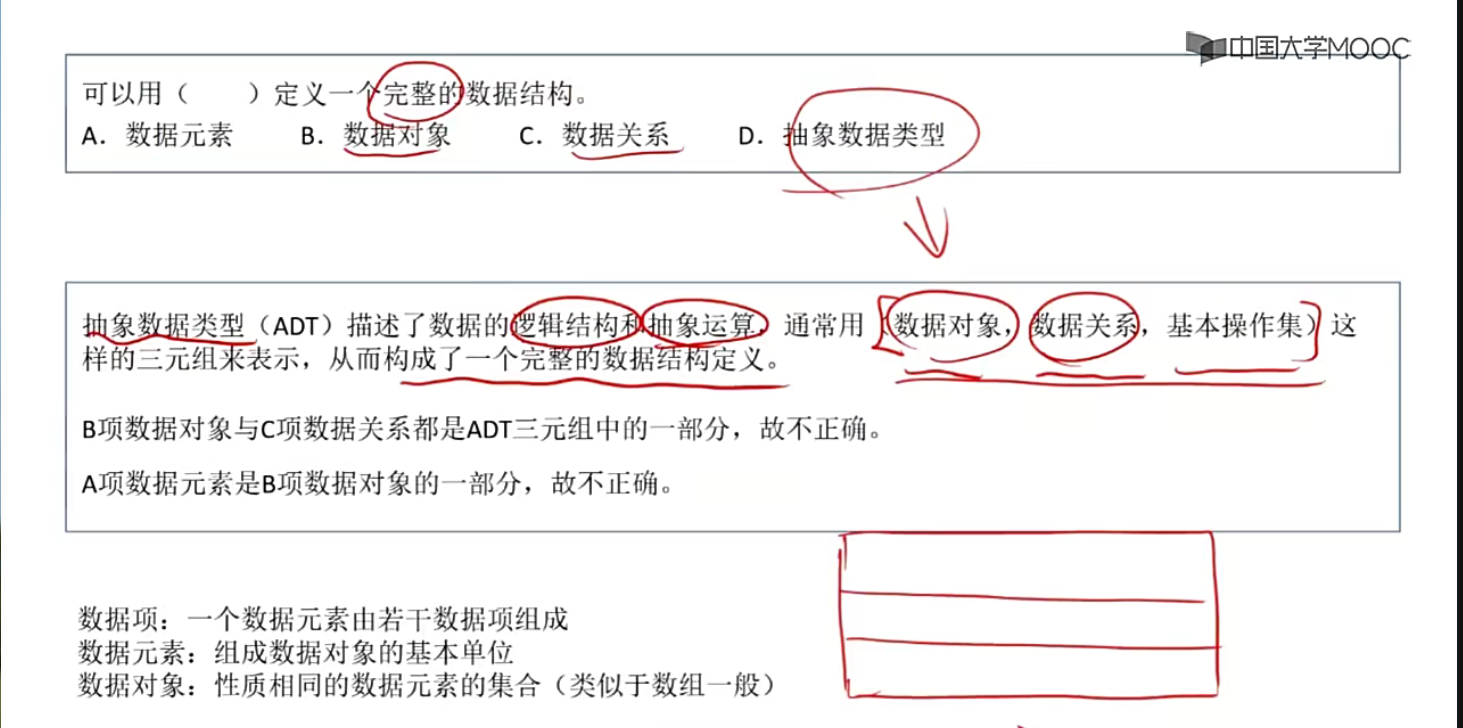 中国大学MOOC
可以用（ ）定义一个完整的数据结构。
A. 数据元素 B. 数据对象 C. 数据关系 D. 抽象数据类型
抽象数据类型（ADT）描述了数据的逻辑结构和抽象运算，通常用（数据对象，数据关系，基本操作集）这
样的三元组来表示，从而构成了一个完整的数据结构定义。
B项数据对象与C项数据关系都是ADT三元组中的一部分，故不正确。
A项数据元素是B项数据对象的一部分，故不正确。
数据项：一个数据元素由若干数据项组成
数据元素：组成数据对象的基本单位
数据对象：性质相同的数据元素的集合（类似于数组一般）